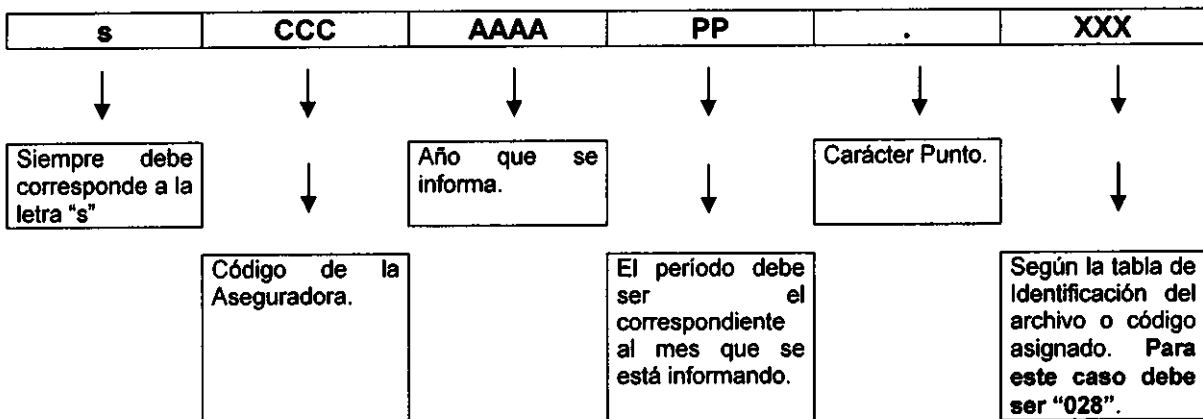 s CCC AAAA PP . XXX
Siempre debe
corresponde a la
letra "s"
Código de la
Aseguradora.
Año que se
informa.
El período debe
ser el
correspondiente
al mes que se
está informando.
Carácter Punto.
Según la tabla de
Identificación del
archivo o código
asignado. Para
este caso debe
ser "028".